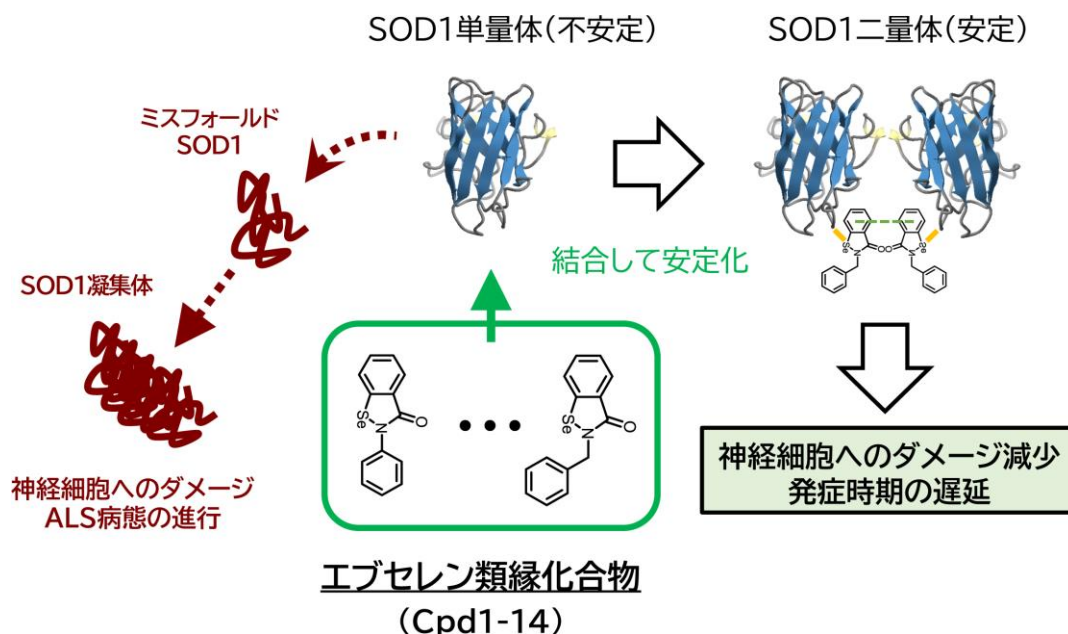 SOD1単量体(不安定)
SOD1二量体(安定)
ミスフォールド
SOD1
SOD1凝集体
神経細胞へのダメージ
ALS病態の進行
結合して安定化
Se
N
O
O
Se
N
Se
N
O
•••
Se
N
O
神経細胞へのダメージ減少
発症時期の遅延
エブセレン類縁化合物
(Cpd1-14)